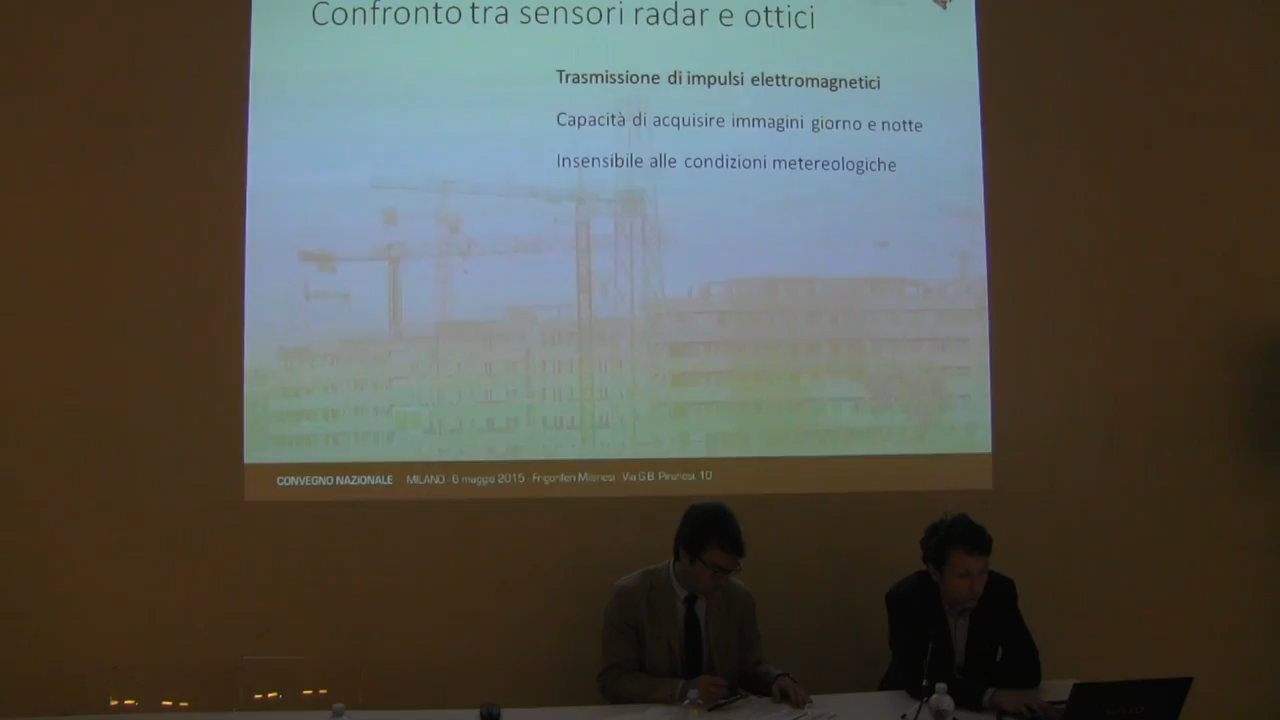 Confronto tra sensori radar e ottici
Trasmissione di impulsi elettromagnetici
Capacità di acquisire immagini giorno e notte
Insensibile alle condizioni metereologiche
CONVEGNO NAZIONALE MILANO · 6 maggio 2015 · Frigoriferi Milanesi · Via G.B. Piranesi, 10